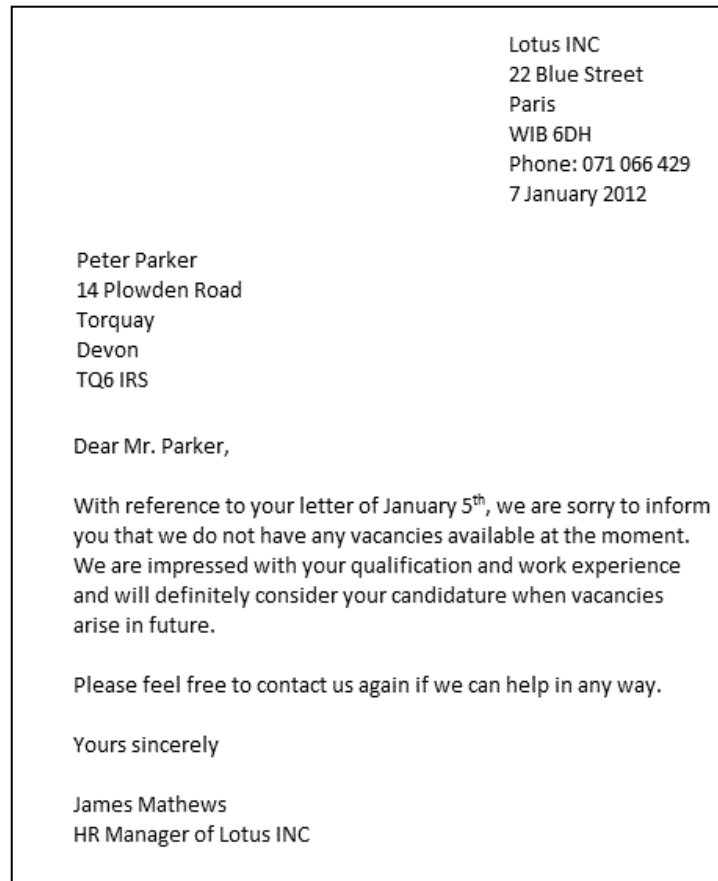 Lotus INC
22 Blue Street
Paris
WIB 6DH
Phone: 071 066 429
7 January 2012
Peter Parker
14 Plowden Road
Torquay
Devon
TQ6 IRS
Dear Mr. Parker,
With reference to your letter of January 5th, we are sorry to inform
you that we do not have any vacancies available at the moment.
We are impressed with your qualification and work experience
and will definitely consider your candidature when vacancies
arise in future.
Please feel free to contact us again if we can help in any way.
Yours sincerely
James Mathews
HR Manager of Lotus INC